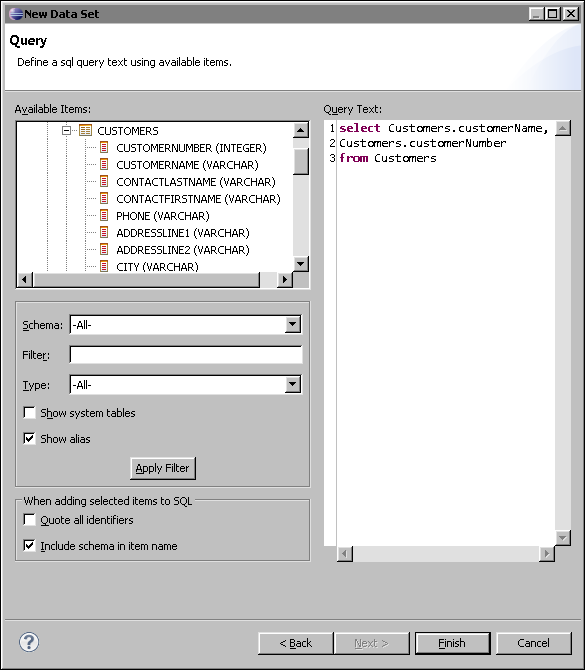 New Data Set
Query
Define a sql query text using available items.
Available Items:
CUSTOMERS
CUSTOMERNUMBER (INTEGER)
CUSTOMERNAME (VARCHAR)
CONTACTLASTNAME (VARCHAR)
CONTACTFIRSTNAME (VARCHAR)
PHONE (VARCHAR)
ADDRESSLINE1 (VARCHAR)
ADDRESSLINE2 (VARCHAR)
CITY (VARCHAR)
Schema: -All-
Filter:
Type: -All-
Show system tables
Show alias
Apply Filter
When adding selected items to SQL
Quote all identifiers
Include schema in item name
Query Text:
1 select Customers.customerName,
2 Customers.customerNumber
3 from Customers
?
< Back
Next >
Finish
Cancel